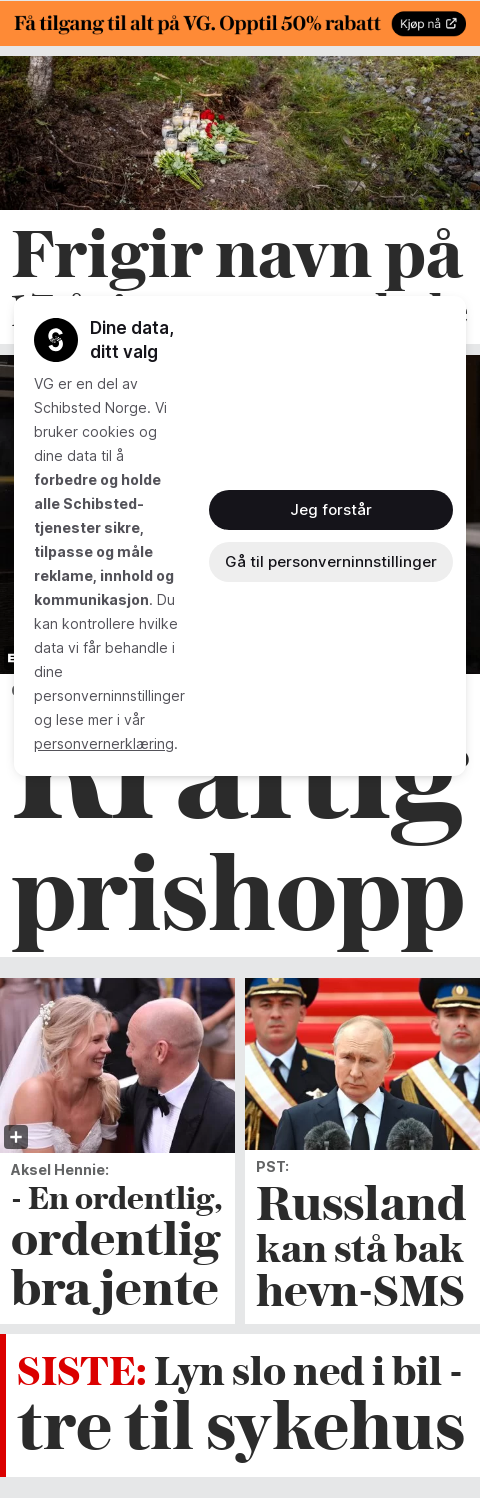 Få tilgang til alt på VG. Opptil 50% rabatt
Kjøp nå
Frigir navn på
Dine data,
ditt valg
VG er en del av
Schibsted Norge. Vi
bruker cookies og
dine data til å
forbedre og holde
alle Schibsted-
tjenester sikre,
tilpasse og måle
reklame, innhold og
kommunikasjon. Du
kan kontrollere hvilke
data vi får behandle i
dine
personverninnstillinger
og lese mer i vår
personvernerklæring.
Jeg forstår
Gå til personverninnstillinger
Kraftig
prishopp
Aksel Hennie:
- En ordentlig,
ordentlig
bra jente
PST:
Russland
kan stå bak
hevn-SMS
SISTE: Lyn slo ned i bil -
tre til sykehus